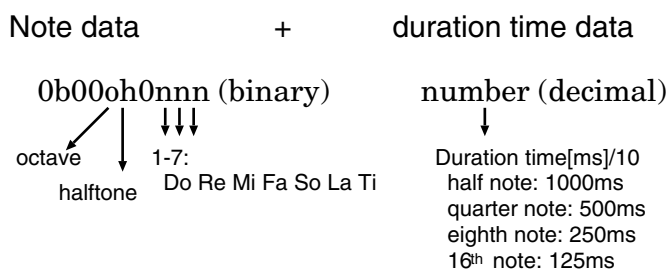 Note data + duration time data
0b00oh0nnn (binary) number (decimal)
octave 1-7: Duration time[ms]/10
halftone Do Re Mi Fa So La Ti half note: 1000ms
quarter note: 500ms
eighth note: 250ms
16th note: 125ms